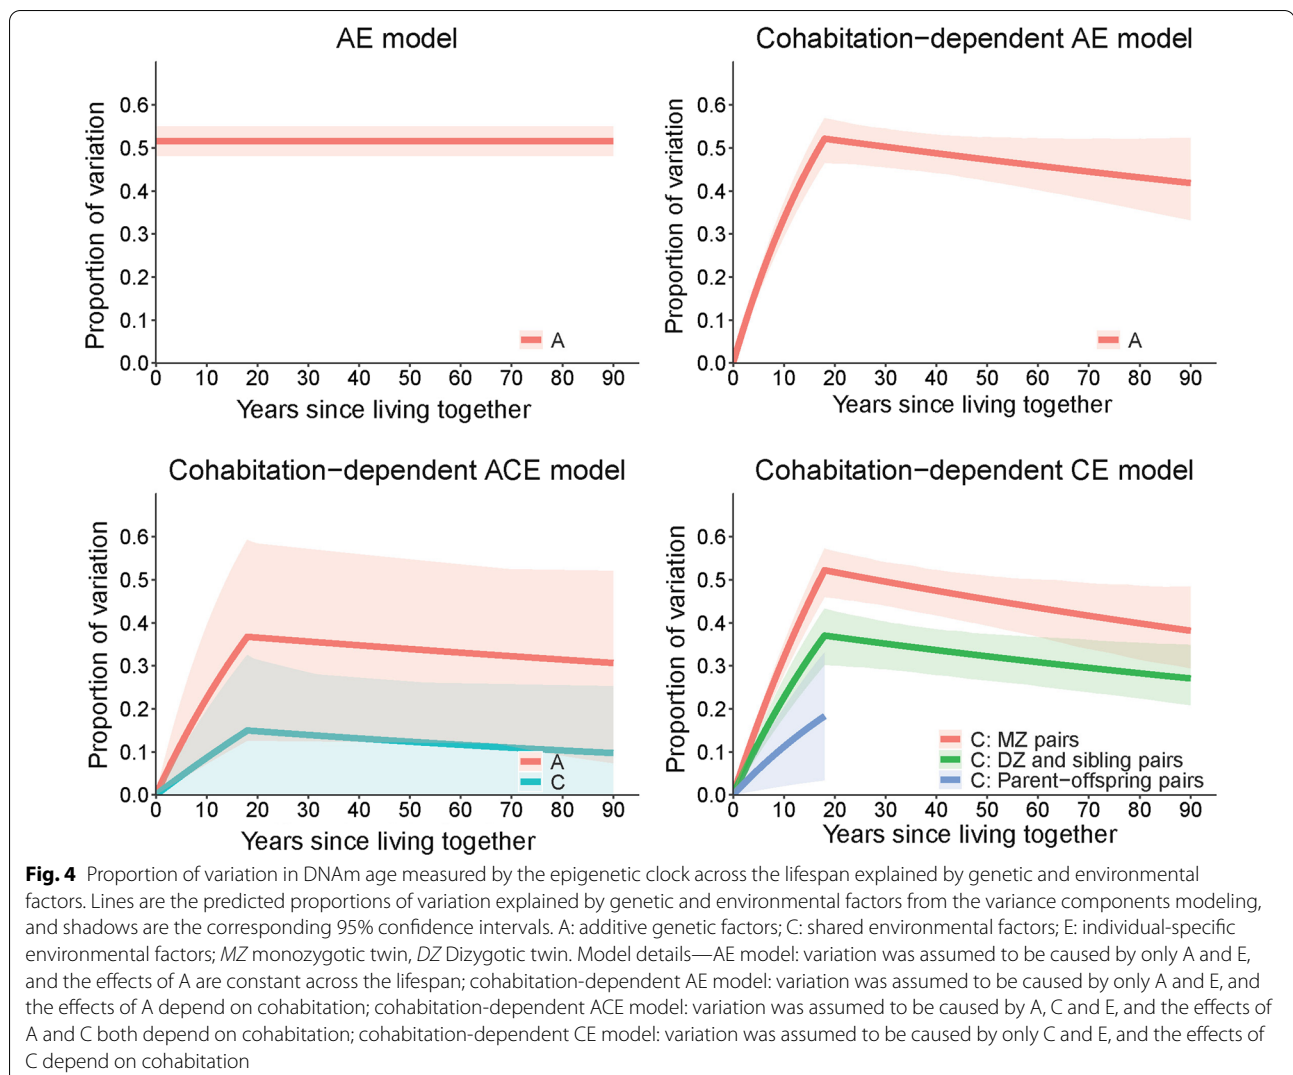 AE model
Proportion of variation
0.6
0.5
0.4
0.3
0.2
0.1
0.0
0 10 20 30 40 50 60 70 80 90
Years since living together
A
Cohabitation−dependent AE model
Proportion of variation
0.6
0.5
0.4
0.3
0.2
0.1
0.0
0 10 20 30 40 50 60 70 80 90
Years since living together
A
Cohabitation−dependent ACE model
Proportion of variation
0.6
0.5
0.4
0.3
0.2
0.1
0.0
0 10 20 30 40 50 60 70 80 90
Years since living together
A
C
Cohabitation−dependent CE model
Proportion of variation
0.6
0.5
0.4
0.3
0.2
0.1
0.0
0 10 20 30 40 50 60 70 80 90
Years since living together
C: MZ pairs
C: DZ and sibling pairs
C: Parent−offspring pairs
Fig. 4 Proportion of variation in DNAm age measured by the epigenetic clock across the lifespan explained by genetic and environmental
factors. Lines are the predicted proportions of variation explained by genetic and environmental factors from the variance components modeling,
and shadows are the corresponding 95% confidence intervals. A: additive genetic factors; C: shared environmental factors; E: individual-specific
environmental factors; MZ monozygotic twin, DZ Dizygotic twin. Model details—AE model: variation was assumed to be caused by only A and E,
and the effects of A are constant across the lifespan; cohabitation-dependent AE model: variation was assumed to be caused by only A and E, and
the effects of A depend on cohabitation; cohabitation-dependent ACE model: variation was assumed to be caused by A, C and E, and the effects of
A and C both depend on cohabitation; cohabitation-dependent CE model: variation was assumed to be caused by only C and E, and the effects of
C depend on cohabitation